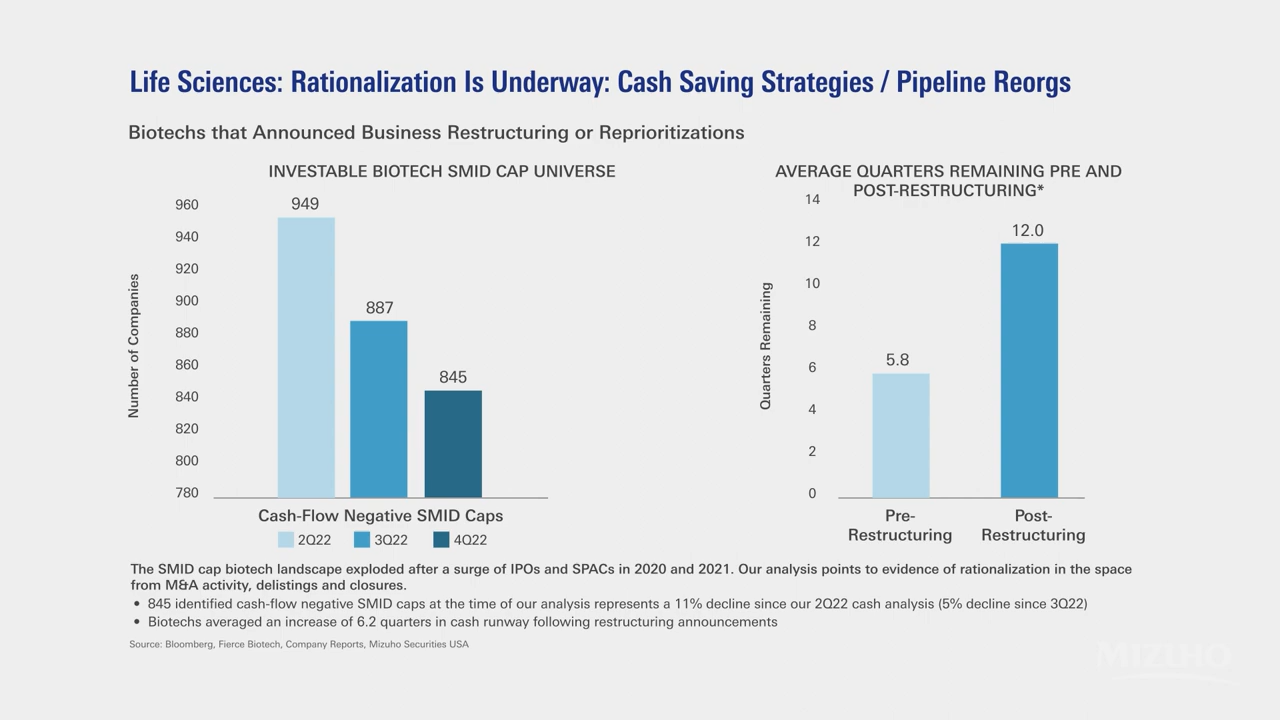 Life Sciences: Rationalization Is Underway: Cash Saving Strategies / Pipeline Reorgs
Biotechs that Announced Business Restructuring or Reprioritizations
INVESTABLE BIOTECH SMID CAP UNIVERSE
Number of Companies
960
940
920
900
880
860
840
820
800
780
949
887
845
Cash-Flow Negative SMID Caps
2Q22
3Q22
4Q22
AVERAGE QUARTERS REMAINING PRE AND
POST-RESTRUCTURING*
Quarters Remaining
14
12
10
8
6
4
2
0
5.8
12.0
Pre-
Restructuring
Post-
Restructuring
The SMID cap biotech landscape exploded after a surge of IPOs and SPACs in 2020 and 2021. Our analysis points to evidence of rationalization in the space
from M&A activity, delistings and closures.
• 845 identified cash-flow negative SMID caps at the time of our analysis represents a 11% decline since our 2Q22 cash analysis (5% decline since 3Q22)
• Biotechs averaged an increase of 6.2 quarters in cash runway following restructuring announcements
Source: Bloomberg, Fierce Biotech, Company Reports, Mizuho Securities USA
MIZUHO